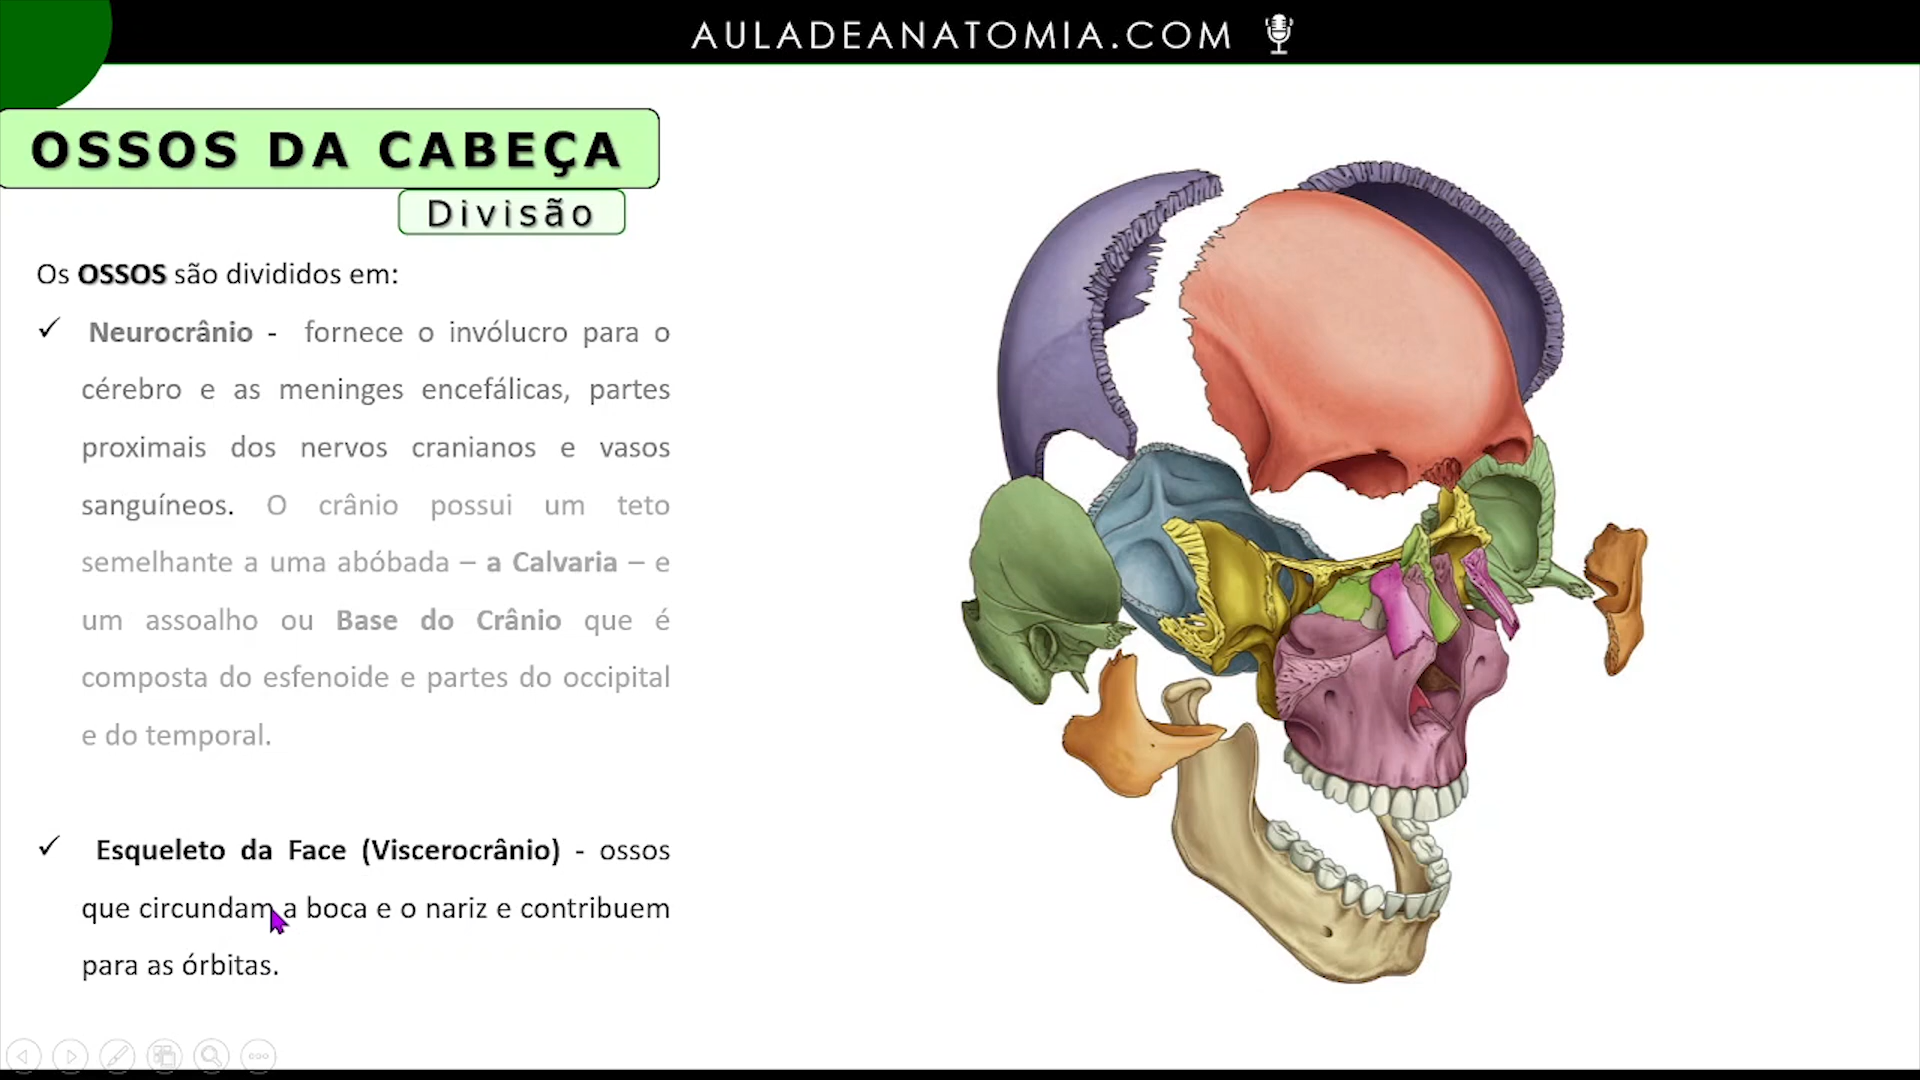 AULADEANATOMIA.COM
OSSOS DA CABEÇA
Divisão
Os OSSOS são divididos em:
✓ Neurocrânio - fornece o invólucro para o
cérebro e as meninges encefálicas, partes
proximais dos nervos cranianos e vasos
sanguíneos. O crânio possui um teto
semelhante a uma abóbada – a Calvaria – e
um assoalho ou Base do Crânio que é
composta do esfenoide e partes do occipital
e do temporal.
✓ Esqueleto da Face (Viscerocrânio) - ossos
que circundam a boca e o nariz e contribuem
para as órbitas.